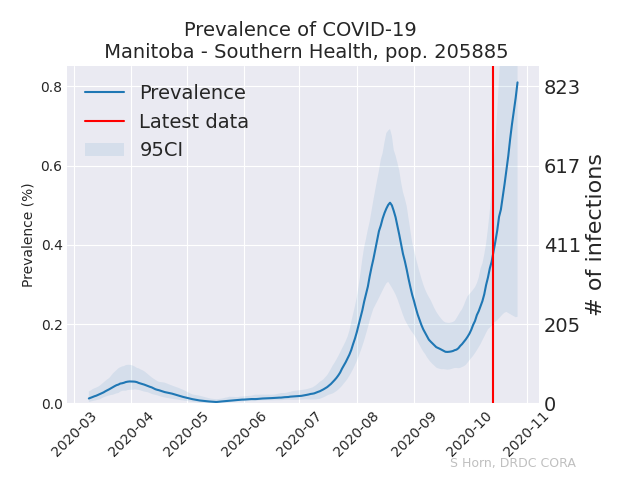 Prevalence of COVID-19
Manitoba - Southern Health, pop. 205885
Prevalence
Latest data
95CI
Prevalence (%)
0.8
0.6
0.4
0.2
0.0
823
617
411
205
0
# of infections
2020-03
2020-04
2020-05
2020-06
2020-07
2020-08
2020-09
2020-10
2020-11
S Horn, DRDC CORA